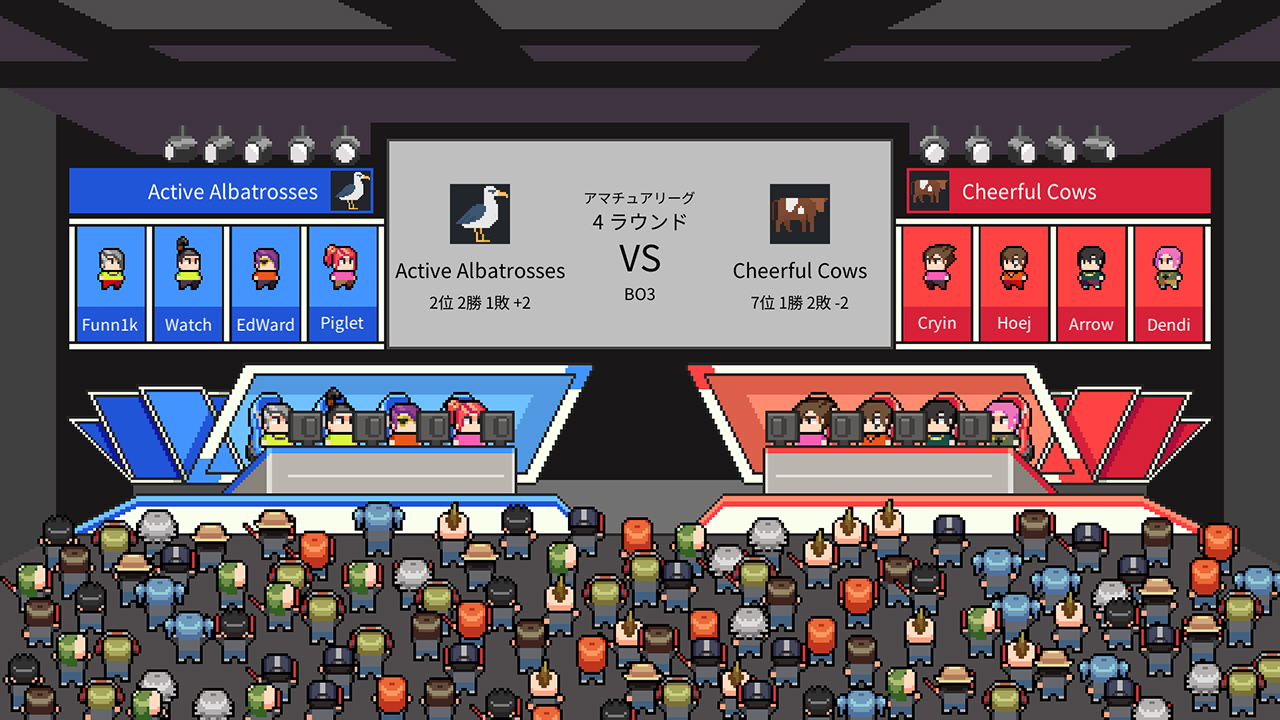 Active Albatrosses
Funn1k
Watch
EdWard
Piglet
アマチュアリーグ
4 ラウンド
VS
BO3
Active Albatrosses
2位 2勝 1敗 +2
Cheerful Cows
7位 1勝 2敗 -2
Cheerful Cows
Cryin
Hoej
Arrow
Dendi